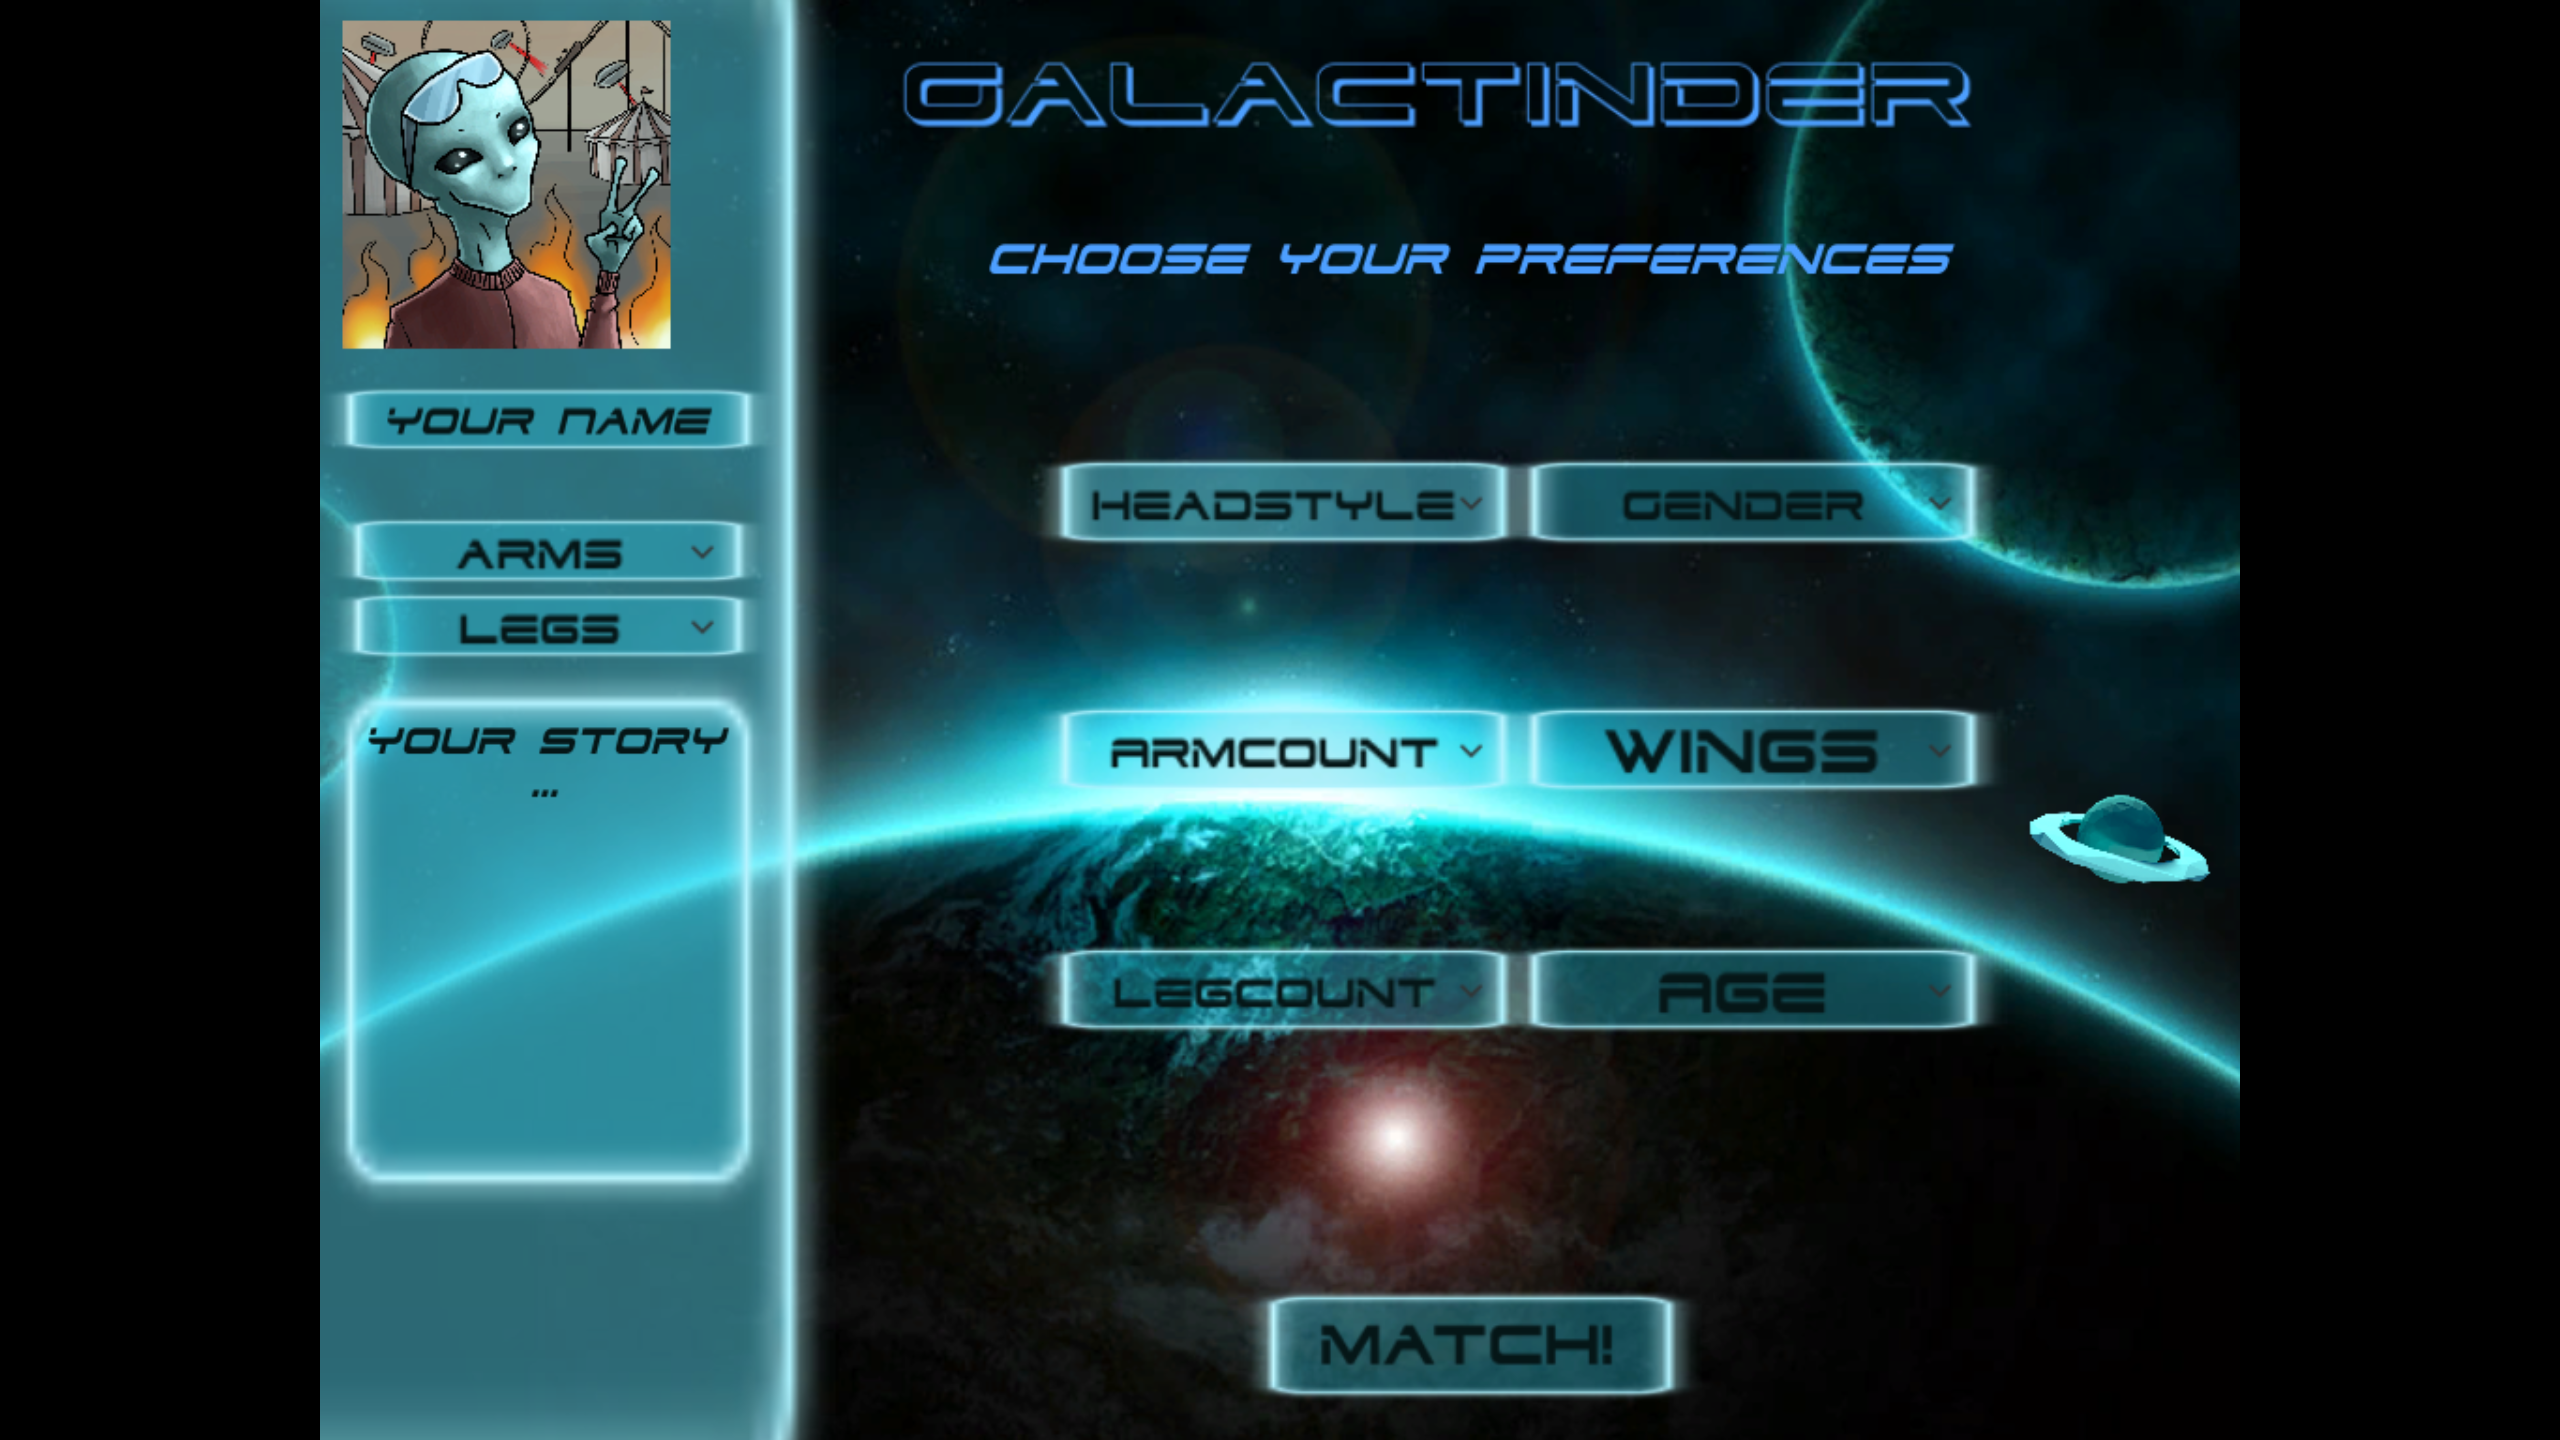 GALACTINDER
CHOOSE YOUR PREFERENCES
YOUR NAME
ARMS
LEGS
YOUR STORY
...
HEADSTYLE
GENDER
ARMCOUNT
WINGS
LEGCOUNT
AGE
MATCH!